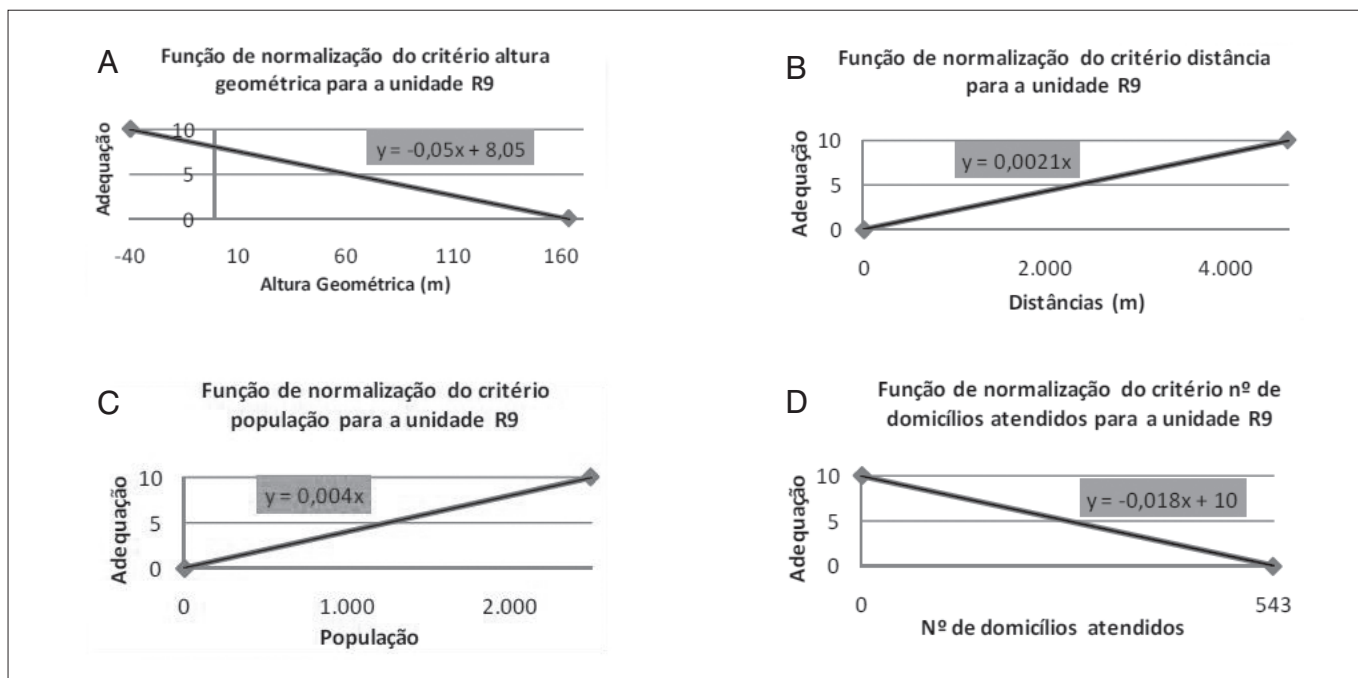 A
Função de normalização do critério altura
geométrica para a unidade R9
Adequação
10
5
0
y = -0,05x + 8,05
-40
10
60
110
160
Altura Geométrica (m)
B
Função de normalização do critério distância
para a unidade R9
Adequação
10
5
0
y = 0,0021x
0
2.000
4.000
Distâncias (m)
C
Função de normalização do critério
população para a unidade R9
Adequação
10
5
0
y = 0,004x
0
1.000
2.000
População
D
Função de normalização do critério nº de
domicílios atendidos para a unidade R9
Adequação
10
5
0
y = -0,018x + 10
0
543
Nº de domicílios atendidos